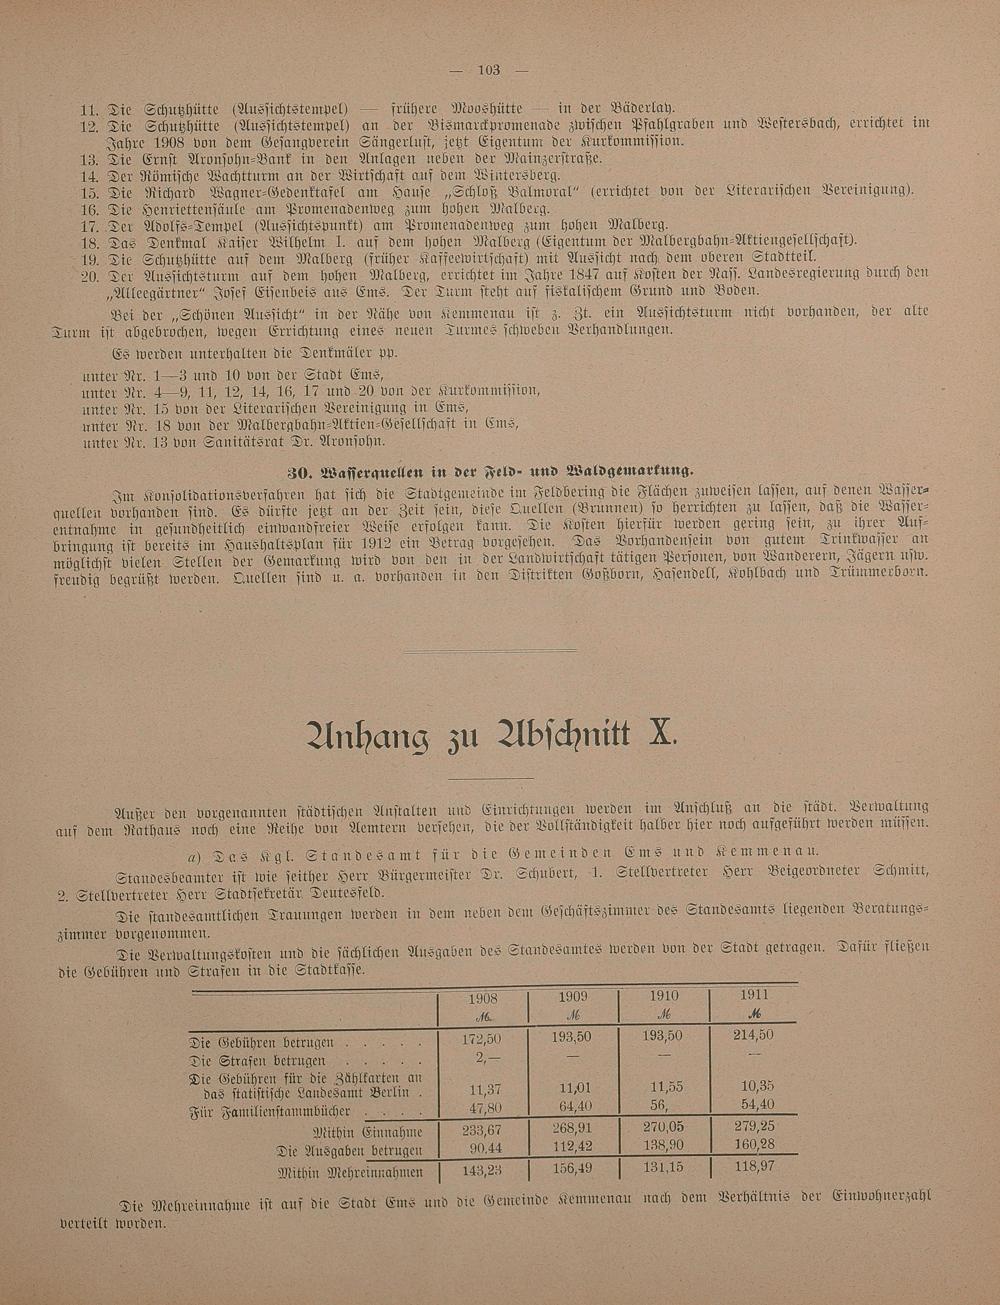 — 103 —
11. Die Schutzhütte (Aussichtstempel) — frühere Mooshütte — in der Bäderlay.
12. Die Schutzhütte (Aussichtstempel) an der Bismarckpromenade zwischen Pfahlgraben und Westersbach, errichtet im
Jahre 1908 von dem Gesangverein Sängerlust, jetzt Eigentum der Kurkommission.
13. Die Ernst Aronsohn-Bank in den Anlagen neben der Mainzerstraße.
14. Der Römische Wachtturm an der Wirtschaft auf dem Wintersberg.
15. Die Richard Wagner-Gedenktafel am Hause „Schloß Balmoral“ (errichtet von der Literarischen Vereinigung).
16. Die Henriettensäule am Promenadenweg zum hohen Malberg.
17. Der Adolfs-Tempel (Aussichtspunkt) am Promenadenweg zum hohen Malberg.
18. Das Denkmal Kaiser Wilhelm I. auf dem hohen Malberg (Eigentum der Malbergbahn-Aktiengesellschaft).
19. Die Schutzhütte auf dem Malberg (früher Kaffeewirtschaft) mit Aussicht nach dem oberen Stadtteil.
20. Der Aussichtsturm auf dem hohen Malberg, errichtet im Jahre 1847 auf Kosten der Nass. Landesregierung durch den
„Alleegärtner“ Josef Eisenbeis aus Ems. Der Turm steht auf fiskalischem Grund und Boden.
Bei der „Schönen Aussicht“ in der Nähe von Kemmenau ist z. Zt. ein Aussichtsturm nicht vorhanden, der alte
Turm ist abgebrochen, wegen Errichtung eines neuen Turmes schweben Verhandlungen.
Es werden unterhalten die Denkmäler pp.
unter Nr. 1—3 und 10 von der Stadt Ems,
unter Nr. 4—9, 11, 12, 14, 16, 17 und 20 von der Kurkommission,
unter Nr. 15 von der Literarischen Vereinigung in Ems,
unter Nr. 18 von der Malbergbahn-Aktien-Gesellschaft in Ems,
unter Nr. 13 von Sanitätsrat Dr. Aronsohn.
30. Wasserquellen in der Feld- und Waldgemarkung.
Im Konsolidationsverfahren hat sich die Stadtgemeinde im Feldbering die Flächen zuweisen lassen, auf denen Wasser-
quellen vorhanden sind. Es dürfte jetzt an der Zeit sein, diese Quellen (Brunnen) so herrichten zu lassen, daß die Wasser-
entnahme in gesundheitlich einwandfreier Weise erfolgen kann. Die Kosten hierfür werden gering sein, zu ihrer Auf-
bringung ist bereits im Haushaltsplan für 1912 ein Betrag vorgesehen. Das Vorhandensein von gutem Trinkwasser an
möglichst vielen Stellen der Gemarkung wird von den in der Landwirtschaft tätigen Personen, von Wanderern, Jägern usw.
freudig begrüßt werden. Quellen sind u. a. vorhanden in den Distrikten Goßborn, Hasendell, Kohlbach und Trümmerborn.
Anhang zu Abschnitt X.
Außer den vorgenannten städtischen Anstalten und Einrichtungen werden im Anschluß an die städt. Verwaltung
auf dem Rathaus noch eine Reihe von Aemtern versehen, die der Vollständigkeit halber hier noch aufgeführt werden müssen.
a) Das Kgl. Standesamt für die Gemeinden Ems und Kemmenau.
Standesbeamter ist wie seither Herr Bürgermeister Dr. Schubert, 1. Stellvertreter Herr Beigeordneter Schmitt,
2. Stellvertreter Herr Stadtsekretär Deutesfeld.
Die standesamtlichen Trauungen werden in dem neben dem Geschäftszimmer des Standesamts liegenden Beratungs-
zimmer vorgenommen.
Die Verwaltungskosten und die sächlichen Ausgaben des Standesamtes werden von der Stadt getragen. Dafür fließen
die Gebühren und Strafen in die Stadtkasse.
1908 1909 1910 1911
M. M M M
Die Gebühren betrugen . . . . . 172,50 193,50 193,50 214,50
Die Strafen betrugen . . . . . 2,— — — —
Die Gebühren für die Zählkarten an
das statistische Landesamt Berlin . 11,37 11,01 11,55 10,35
Für Familienstammbücher . . . . 47,80 64,40 56, 54,40
Mithin Einnahme 233,67 268,91 270,05 279,25
Die Ausgaben betrugen 90.44 112,42 138,90 160,28
Mithin Mehreinnahmen 143,23 156,49 131,15 118,97
Die Mehreinnahme ist auf die Stadt Ems und die Gemeinde Kemmenau nach dem Verhältnis der Einwohnerzahl
verteilt worden.